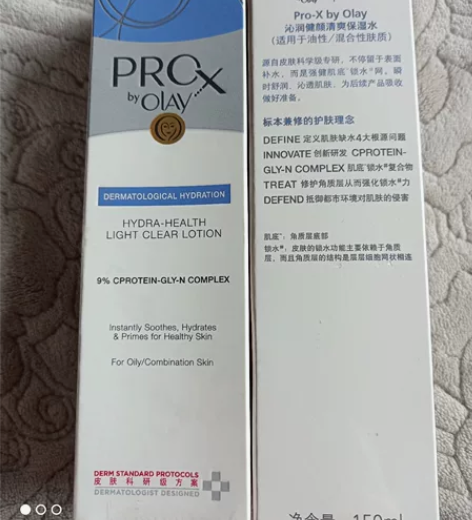 PROX
by OLAY
DERMATOLOGICAL HYDRATION
HYDRA-HEALTH
LIGHT CLEAR LOTION
9% CPROTEIN-GLY-N COMPLEX
Instantly Soothes, Hydrates
& Primes for Healthy Skin
For Oily/Combination Skin
DERM STANDARD PROTOCOLS
皮肤科研级方案
DERMATOLOGIST DESIGNED
Pro-X by Olay
沁润健颜清爽保湿水
(适用于油性/混合性肤质)
源自皮肤科学级专研，不停留于表面
补水，而是强健肌底*锁水#网。瞬
时舒润、沁透肌肤，为后续产品吸收
做好准备。
标本兼修的护肤理念
DEFINE 定义肌肤缺水4大根源问题
INNOVATE 创新研发 CPROTEIN-
GLY-N COMPLEX 肌底*锁水#复合物
TREAT 修护角质层从而强化锁水#力
DEFEND 抵御都市环境对肌肤的侵害
肌底*：角质层底部
锁水#：皮肤的锁水功能主要依赖于角质
层，而且角质层的结构是层层细胞网状相连
净含量 150ml